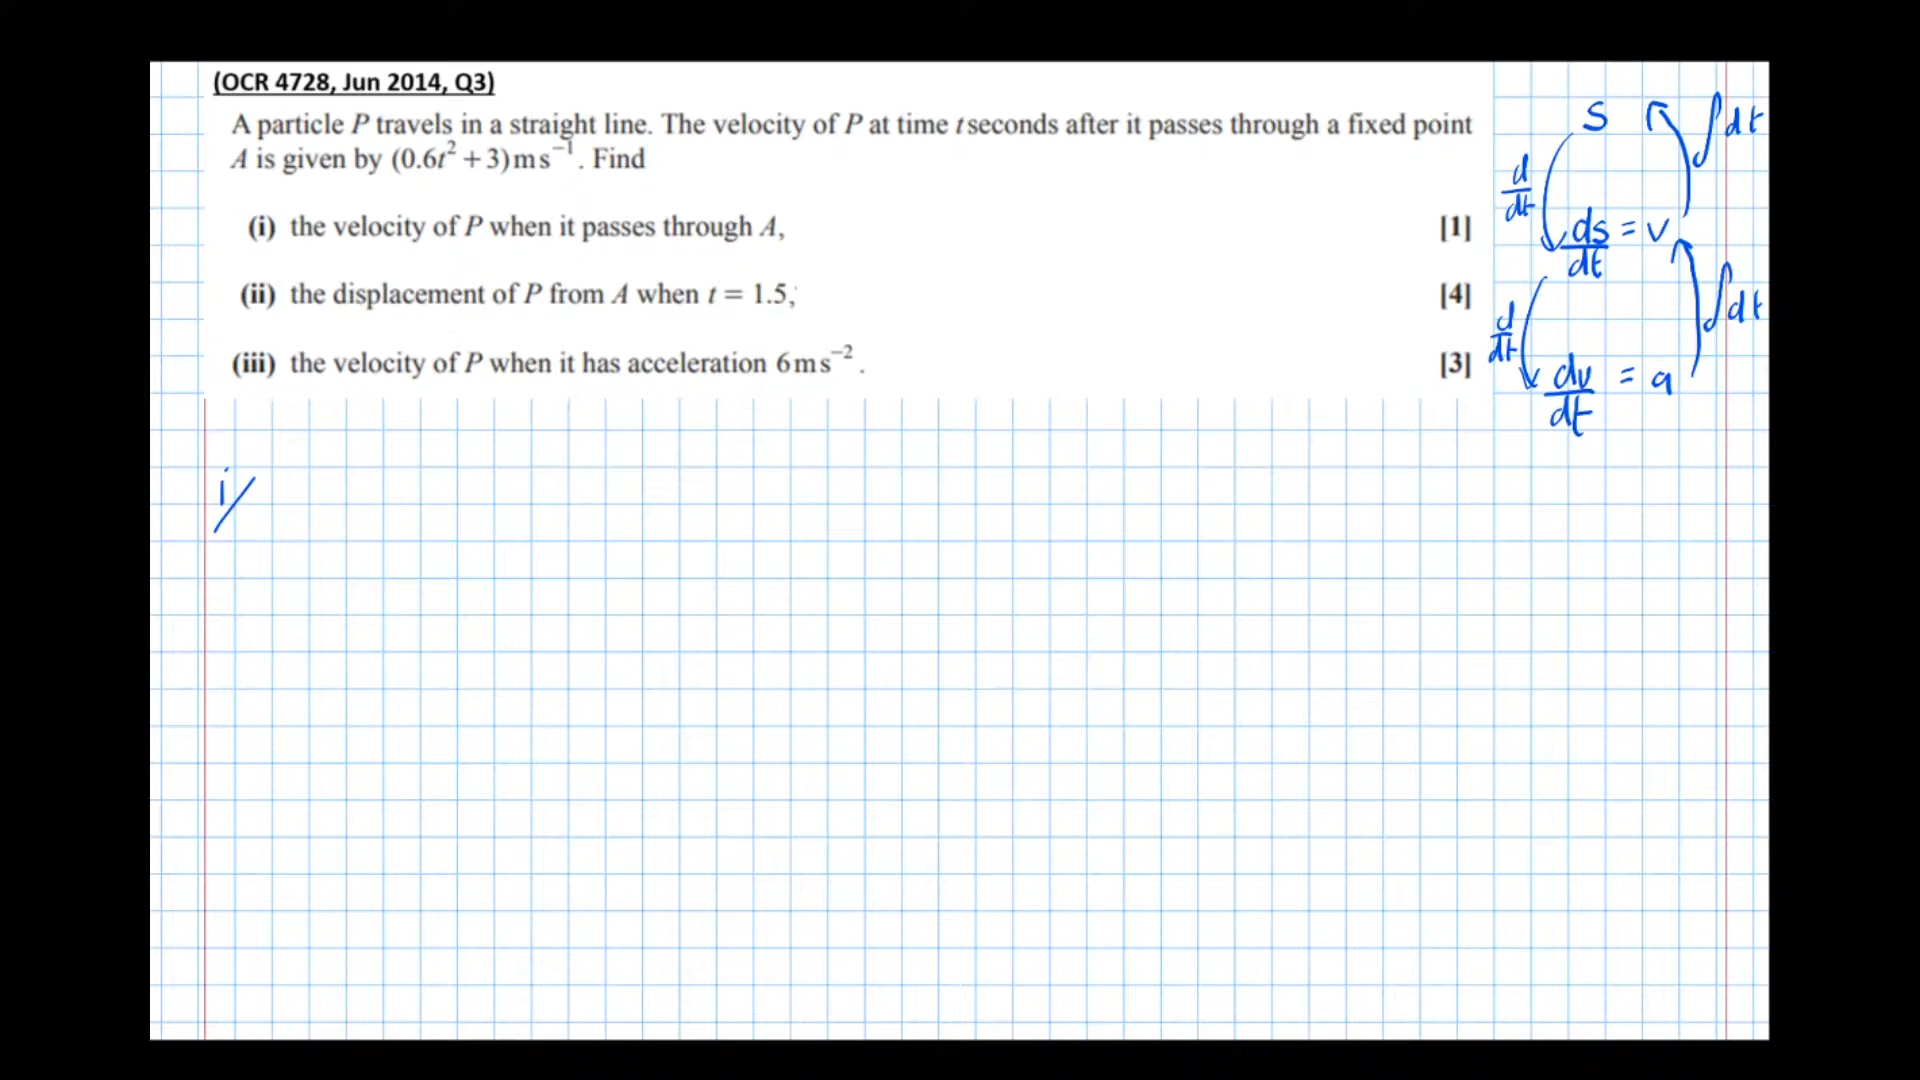 (OCR 4728, Jun 2014, Q3)
A particle P travels in a straight line. The velocity of P at time t seconds after it passes through a fixed point
A is given by (0.6t² + 3) m s⁻¹. Find
(i) the velocity of P when it passes through A, [1]
(ii) the displacement of P from A when t = 1.5, [4]
(iii) the velocity of P when it has acceleration 6 m s⁻². [3]
S ∫dt
d/dt
ds/dt = v
∫dt
d/dt
dv/dt = a
i/